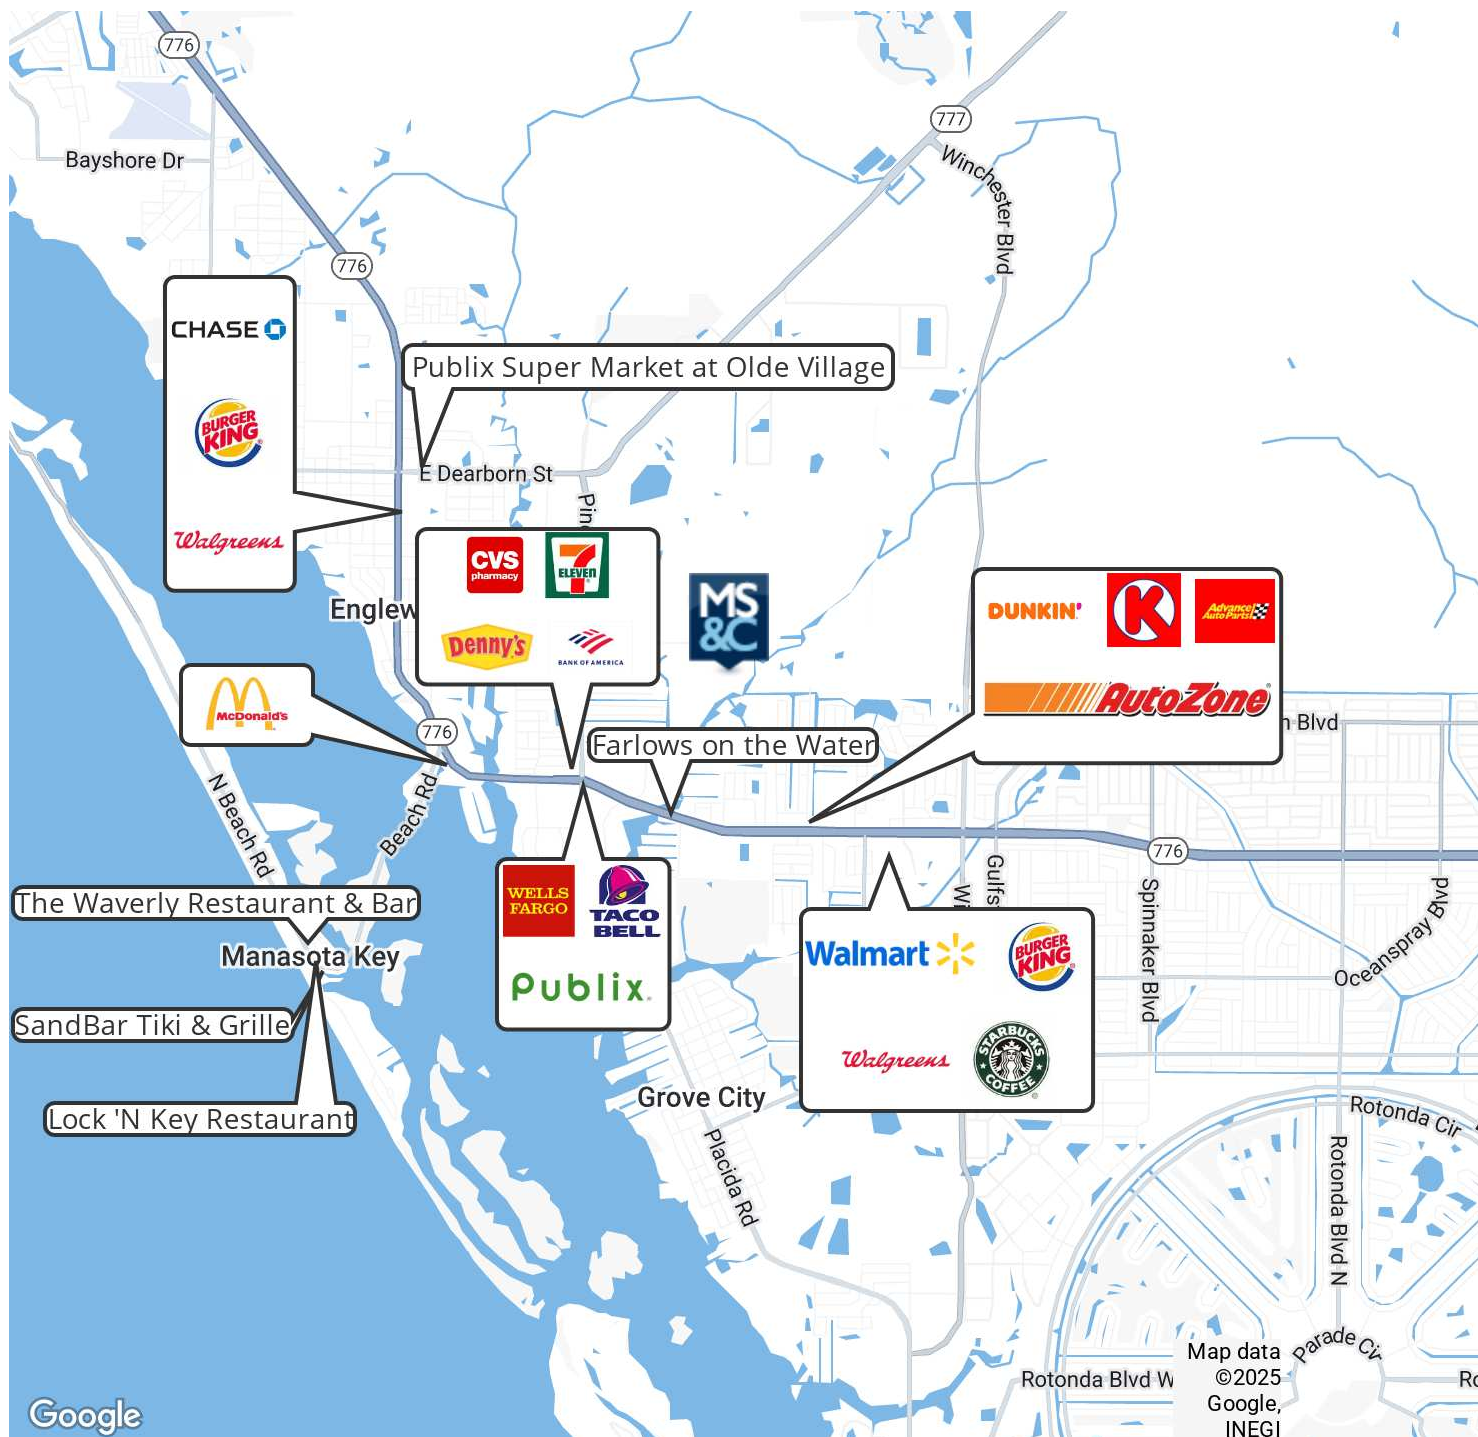 776
777
Bayshore Dr
Winchester Blvd
776
CHASE
Publix Super Market at Olde Village
BURGER
KING
E Dearborn St
Walgreens
CVS
pharmacy
7
ELEVEN
MS
&C
DUNKIN'
K
Advance
Auto Parts
Denny's
BANK OF AMERICA
AutoZone
McDonald's
776
Farlows on the Water
N Beach Rd
Beach Rd
776
WELLS
FARGO
TACO
BELL
The Waverly Restaurant & Bar
Spinnaker Blvd
Oceanspray Blvd
Walmart
BURGER
KING
Manasota Key
Publix.
SandBar Tiki & Grille
Walgreens
STARBUCKS
COFFEE
Grove City
Lock 'N Key Restaurant
Rotonda Cir
Placida Rd
Rotonda Blvd N
Parade Cir
Map data
©2025
Google,
INEGI
Rotonda Blvd W
Google